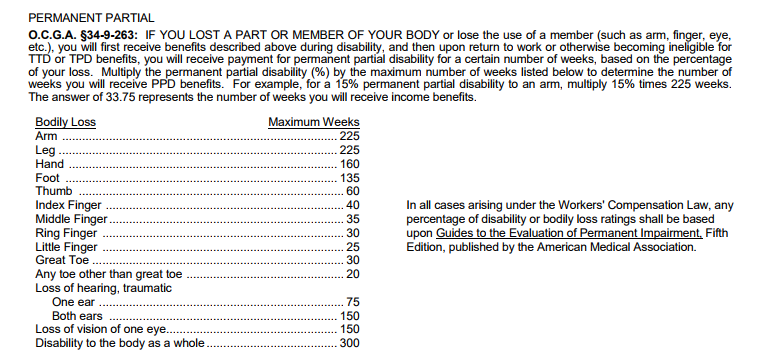 PERMANENT PARTIAL
O.C.G.A. §34-9-263: IF YOU LOST A PART OR MEMBER OF YOUR BODY or lose the use of a member (such as arm, finger, eye,
etc.), you will first receive benefits described above during disability, and then upon return to work or otherwise becoming ineligible for
TTD or TPD benefits, you will receive payment for permanent partial disability for a certain number of weeks, based on the percentage
of your loss. Multiply the permanent partial disability (%) by the maximum number of weeks listed below to determine the number of
weeks you will receive PPD benefits. For example, for a 15% permanent partial disability to an arm, multiply 15% times 225 weeks.
The answer of 33.75 represents the number of weeks you will receive income benefits.
Bodily Loss Maximum Weeks
Arm ........ 225
Leg ........ 225
Hand ........ 160
Foot ........ 135
Thumb ........ 60
Index Finger ........ 40
Middle Finger ........ 35
Ring Finger ........ 30
Little Finger ........ 25
Great Toe ........ 30
Any toe other than great toe ........ 20
Loss of hearing, traumatic
One ear ........ 75
Both ears ........ 150
Loss of vision of one eye ........ 150
Disability to the body as a whole ........ 300
In all cases arising under the Workers' Compensation Law, any
percentage of disability or bodily loss ratings shall be based
upon Guides to the Evaluation of Permanent Impairment, Fifth
Edition, published by the American Medical Association.